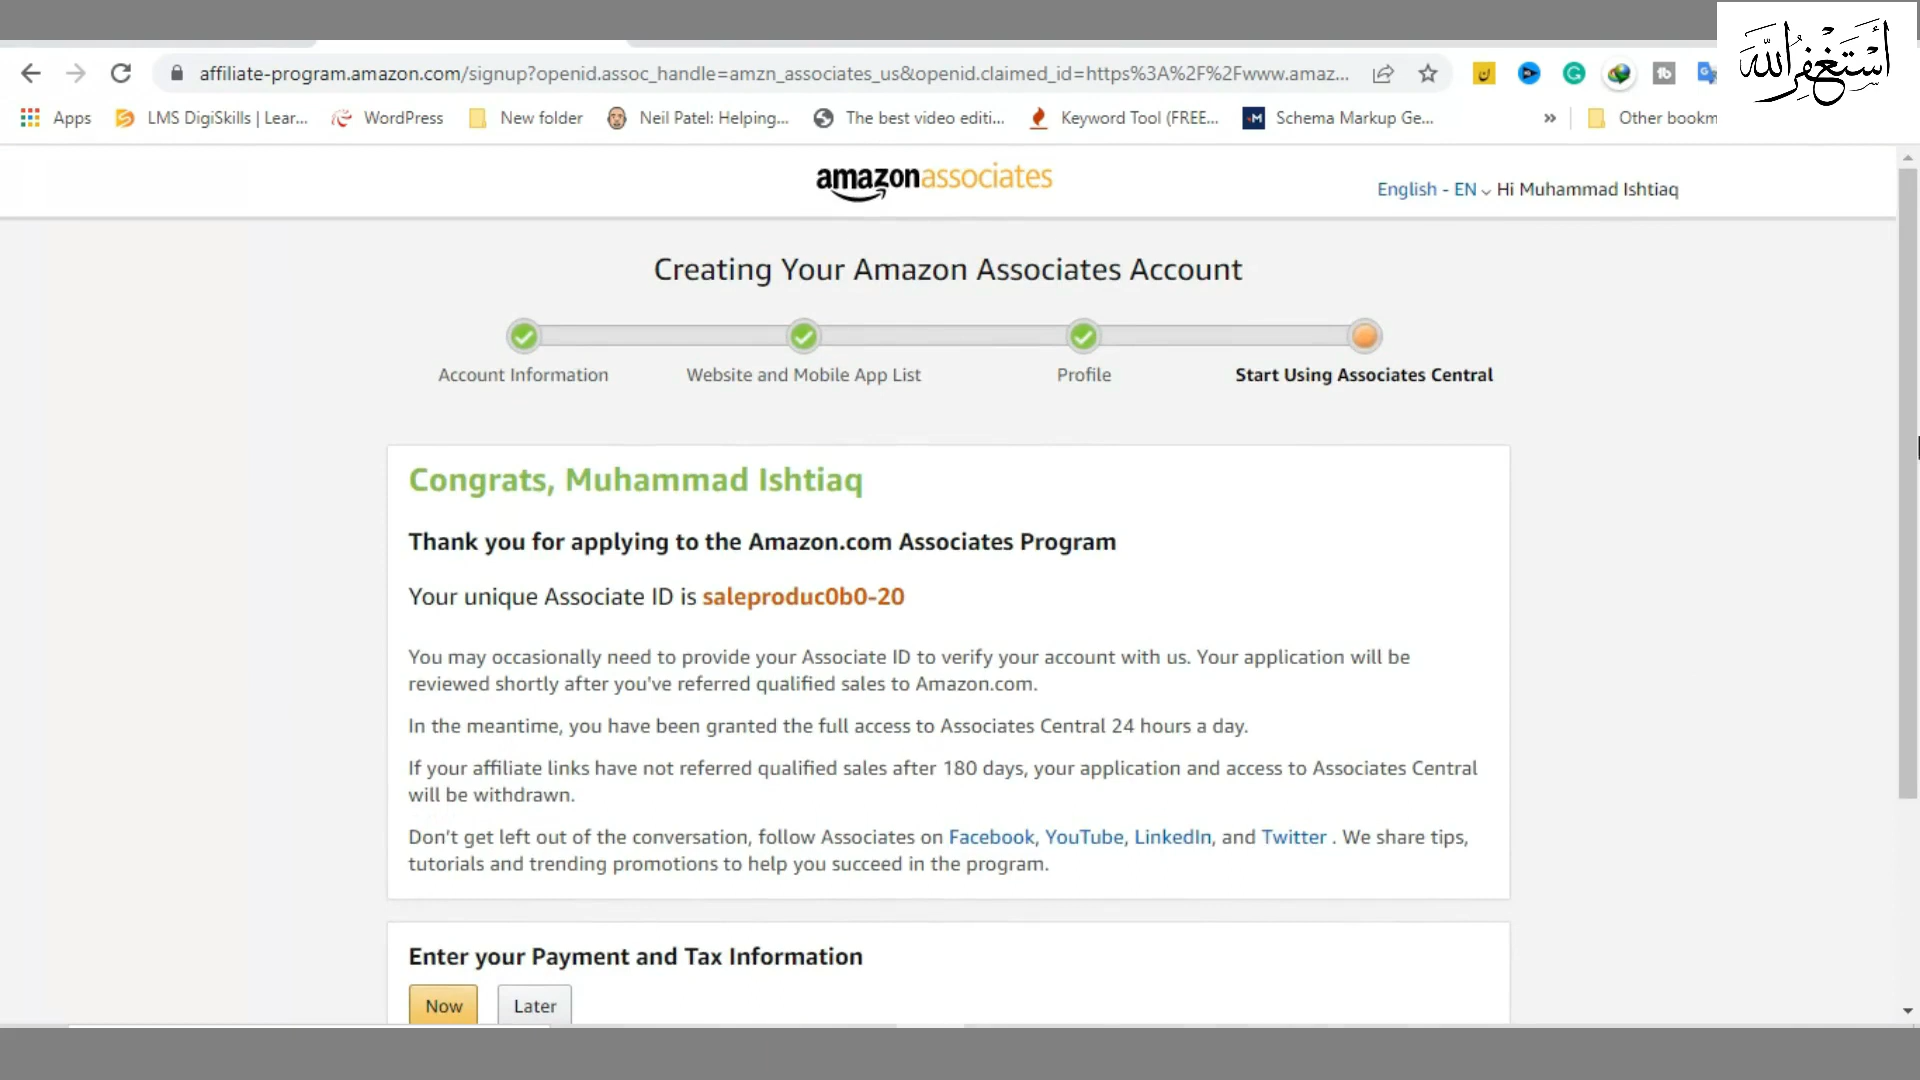 أستغفر الله
affiliate-program.amazon.com/signup?openid.assoc_handle=amzn_associates_us&openid.claimed_id=https%3A%2F%2Fwww.amaz...
Apps LMS DigiSkills | Lear... WordPress New folder Neil Patel: Helping... The best video editi... Keyword Tool (FREE... Schema Markup Ge... » Other bookm
amazonassociates
English - EN Hi Muhammad Ishtiaq
Creating Your Amazon Associates Account
Account Information Website and Mobile App List Profile Start Using Associates Central
Congrats, Muhammad Ishtiaq
Thank you for applying to the Amazon.com Associates Program
Your unique Associate ID is saleproduc0b0-20
You may occasionally need to provide your Associate ID to verify your account with us. Your application will be
reviewed shortly after you've referred qualified sales to Amazon.com.
In the meantime, you have been granted the full access to Associates Central 24 hours a day.
If your affiliate links have not referred qualified sales after 180 days, your application and access to Associates Central
will be withdrawn.
Don't get left out of the conversation, follow Associates on Facebook, YouTube, LinkedIn, and Twitter . We share tips,
tutorials and trending promotions to help you succeed in the program.
Enter your Payment and Tax Information
Now Later